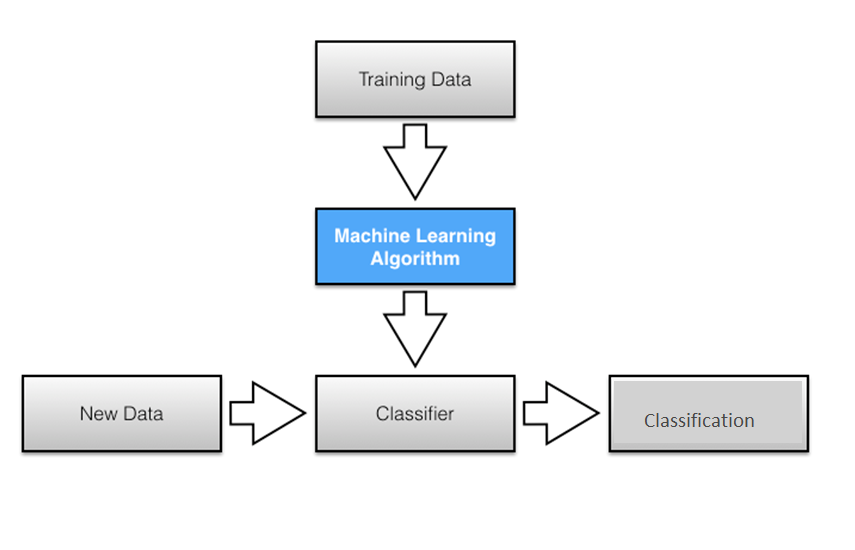 Training Data
Machine Learning
Algorithm
New Data
Classifier
Classification